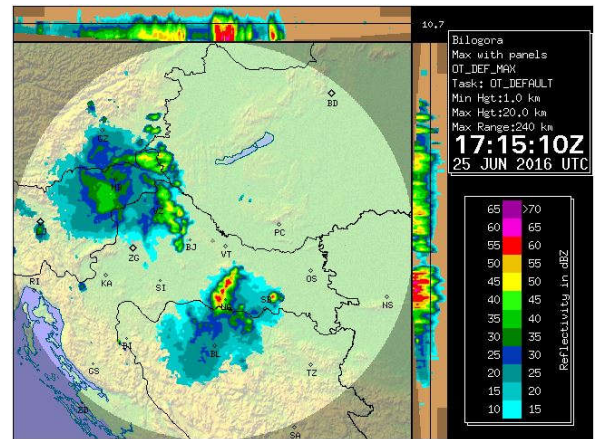 10.7
Bilogora
Max with panels
OT_DEF_MAX
Task: OT_DEFAULT
Min Hgt:1.0 km
Max Hgt:20.0 km
Max Range:240 km
17:15:10Z
25 JUN 2016 UTC
BD
PC
BJ
VT
ZG
OS
RI
KA
SI
SB
NS
BI
BL
GS
TZ
ZD
SA
65 >70
60 65
55 60
50 55
45 50
40 45
35 40
30 35
25 30
20 25
15 20
10 15
Reflectivity in dBZ